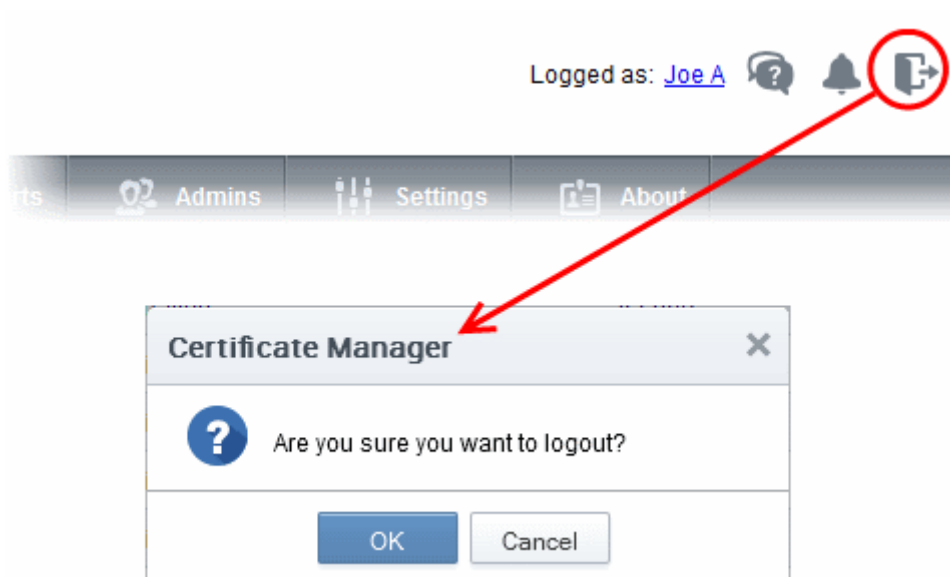 Logged as: Joe A
Admins Settings About
Certificate Manager
Are you sure you want to logout?
OK Cancel